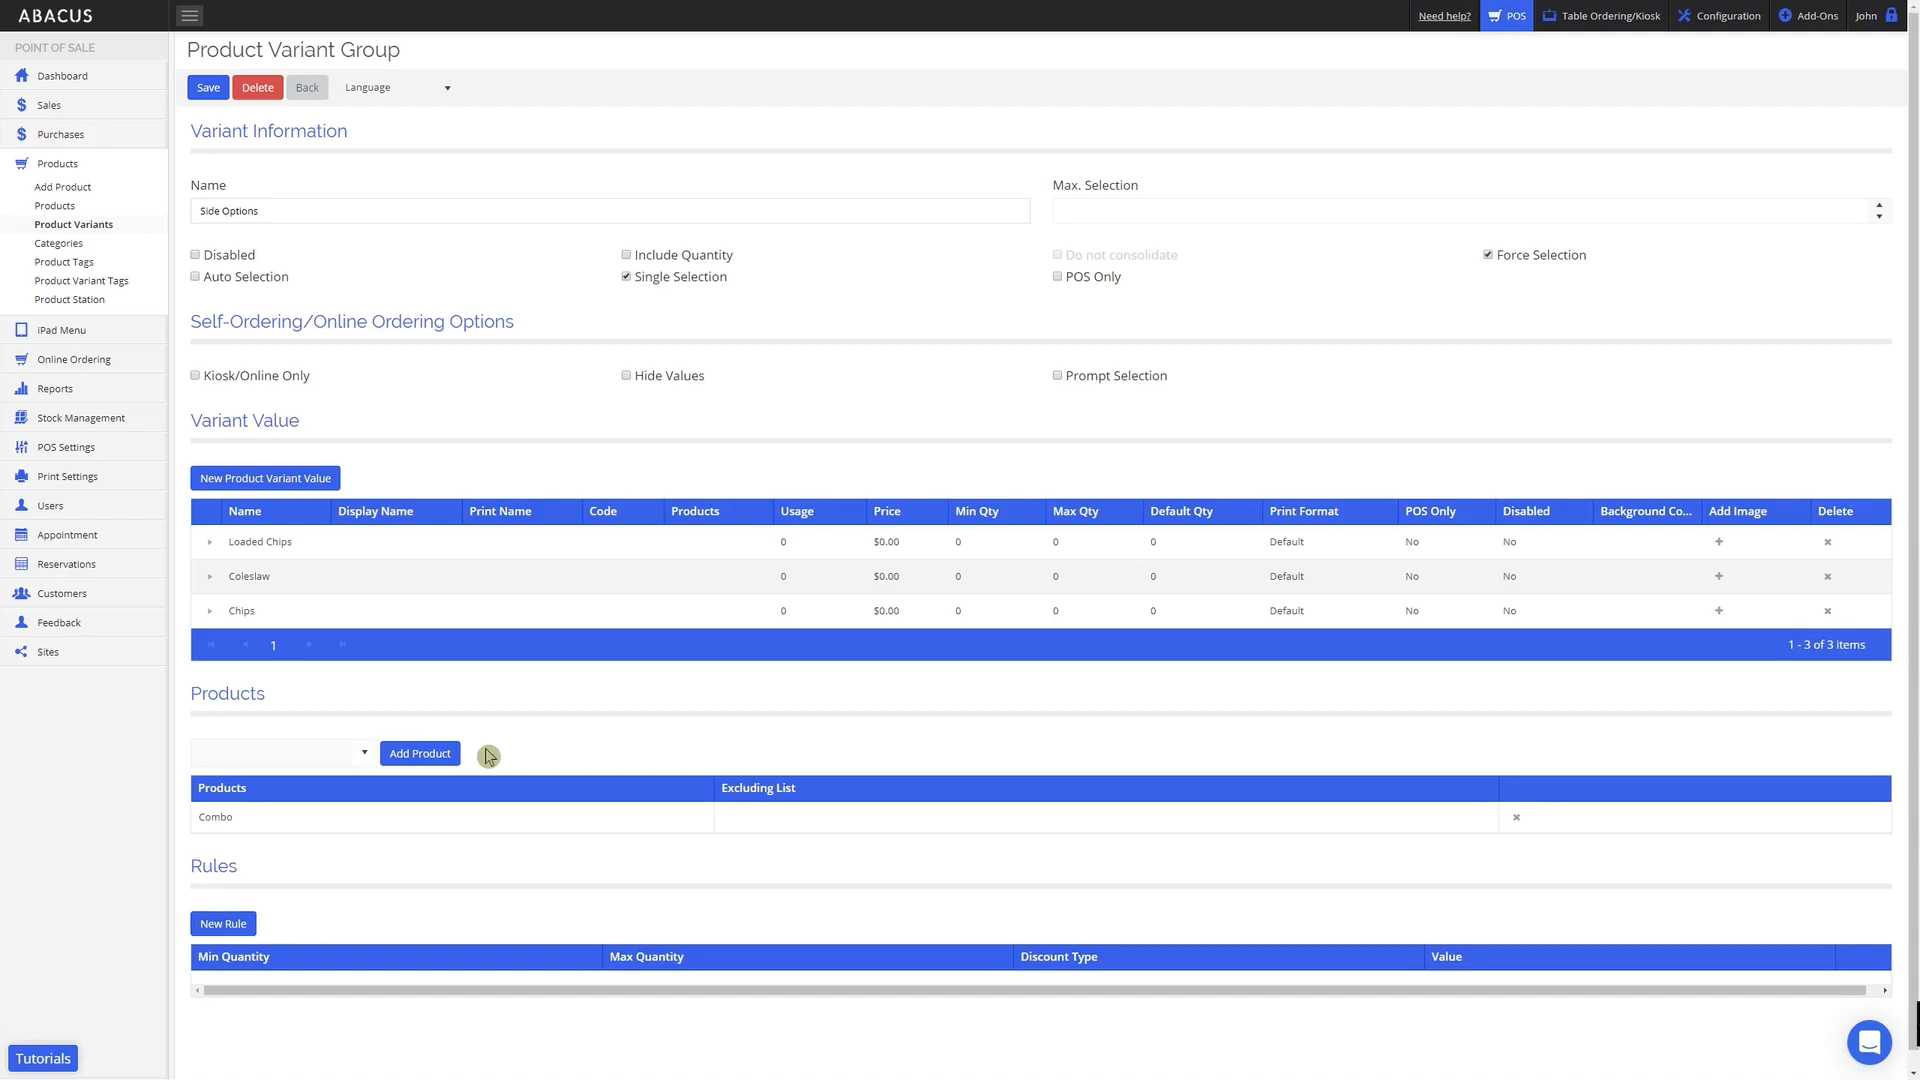 ABACUS
Need help?
POS
Table Ordering/Kiosk
Configuration
Add-Ons
John
POINT OF SALE
Dashboard
Sales
Purchases
Products
Add Product
Products
Product Variants
Categories
Product Tags
Product Variant Tags
Product Station
iPad Menu
Online Ordering
Reports
Stock Management
POS Settings
Print Settings
Users
Appointment
Reservations
Customers
Feedback
Sites
Tutorials
Product Variant Group
Save Delete Back Language
Variant Information
Name Max. Selection
Side Options
Disabled Include Quantity Do not consolidate Force Selection
Auto Selection Single Selection POS Only
Self-Ordering/Online Ordering Options
Kiosk/Online Only Hide Values Prompt Selection
Variant Value
New Product Variant Value
Name Display Name Print Name Code Products Usage Price Min Qty Max Qty Default Qty Print Format POS Only Disabled Background Co... Add Image Delete
Loaded Chips 0 $0.00 0 0 0 Default No No
Coleslaw 0 $0.00 0 0 0 Default No No
Chips 0 $0.00 0 0 0 Default No No
1 1 - 3 of 3 items
Products
Add Product
Products Excluding List
Combo
Rules
New Rule
Min Quantity Max Quantity Discount Type Value